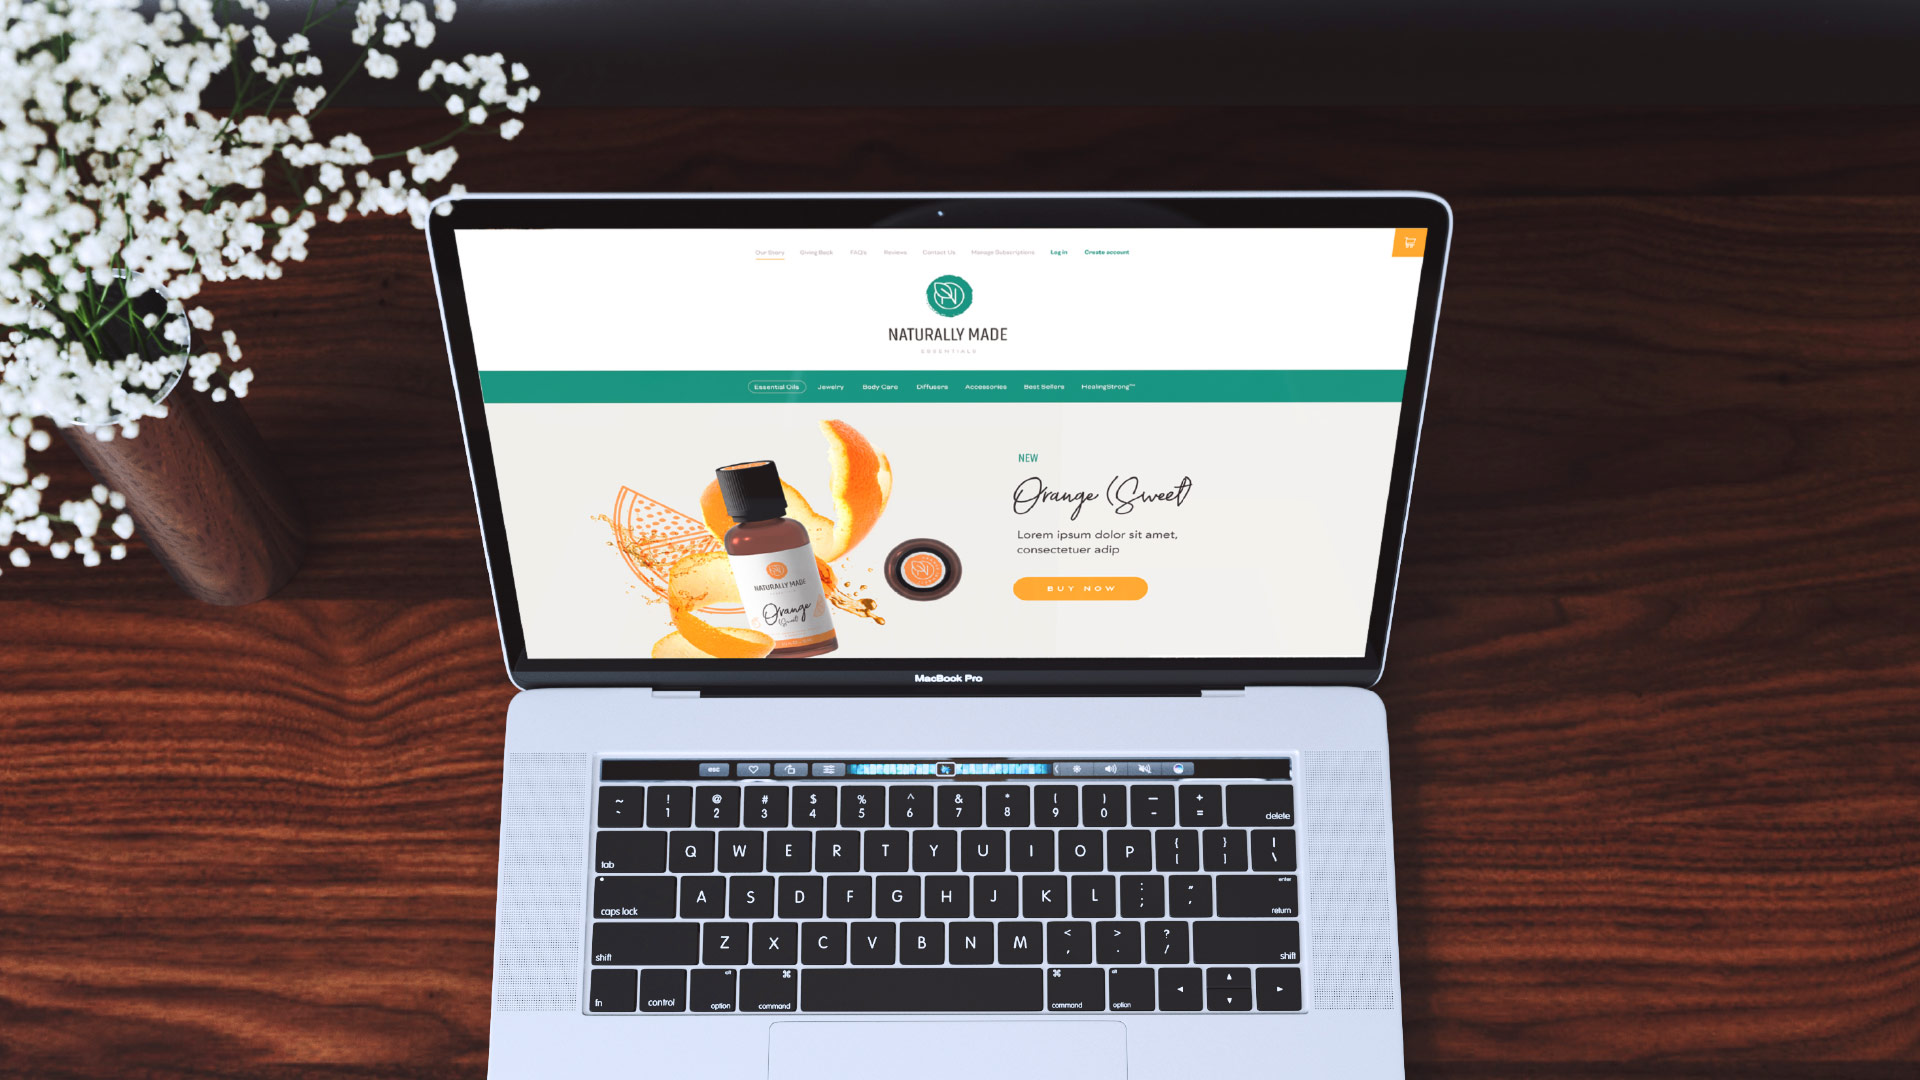 Our Story Giving Back FAQs Reviews Contact Us Manage Subscriptions Log in Create account
NATURALLY MADE
ESSENTIALS
Essential Oils Jewelry Body Care Diffusers Accessories Best Sellers HealingStrong™
NEW
Orange (Sweet)
Lorem ipsum dolor sit amet,
consectetuer adip
BUY NOW
NATURALLY MADE
Orange
(Sweet)
MacBook Pro
esc
~ ! @ # $ % ^ & * ( ) — +
` 1 2 3 4 5 6 7 8 9 0 - = delete
tab Q W E R T Y U I O P { [ } ] | \
caps lock A S D F G H J K L : ; " ' enter return
shift Z X C V B N M < , > . ? / shift
fn control alt option ⌘ command ⌘ command alt option